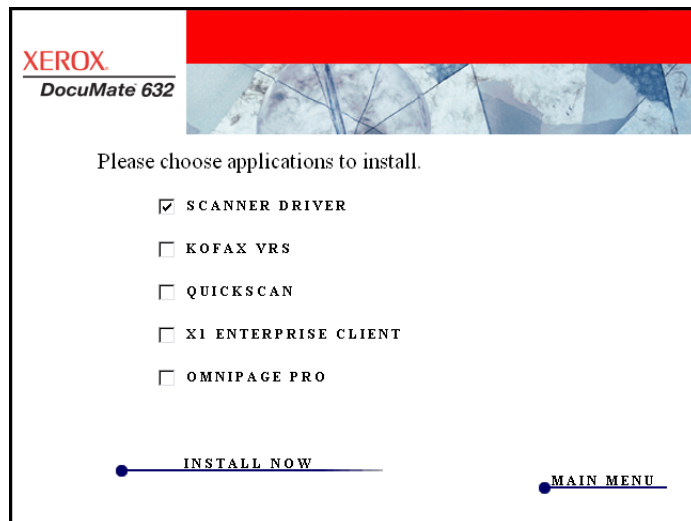 XEROX.
DocuMate 632
Please choose applications to install.
SCANNER DRIVER
KOFAX VRS
QUICKSCAN
X1 ENTERPRISE CLIENT
OMNIPAGE PRO
INSTALL NOW
MAIN MENU